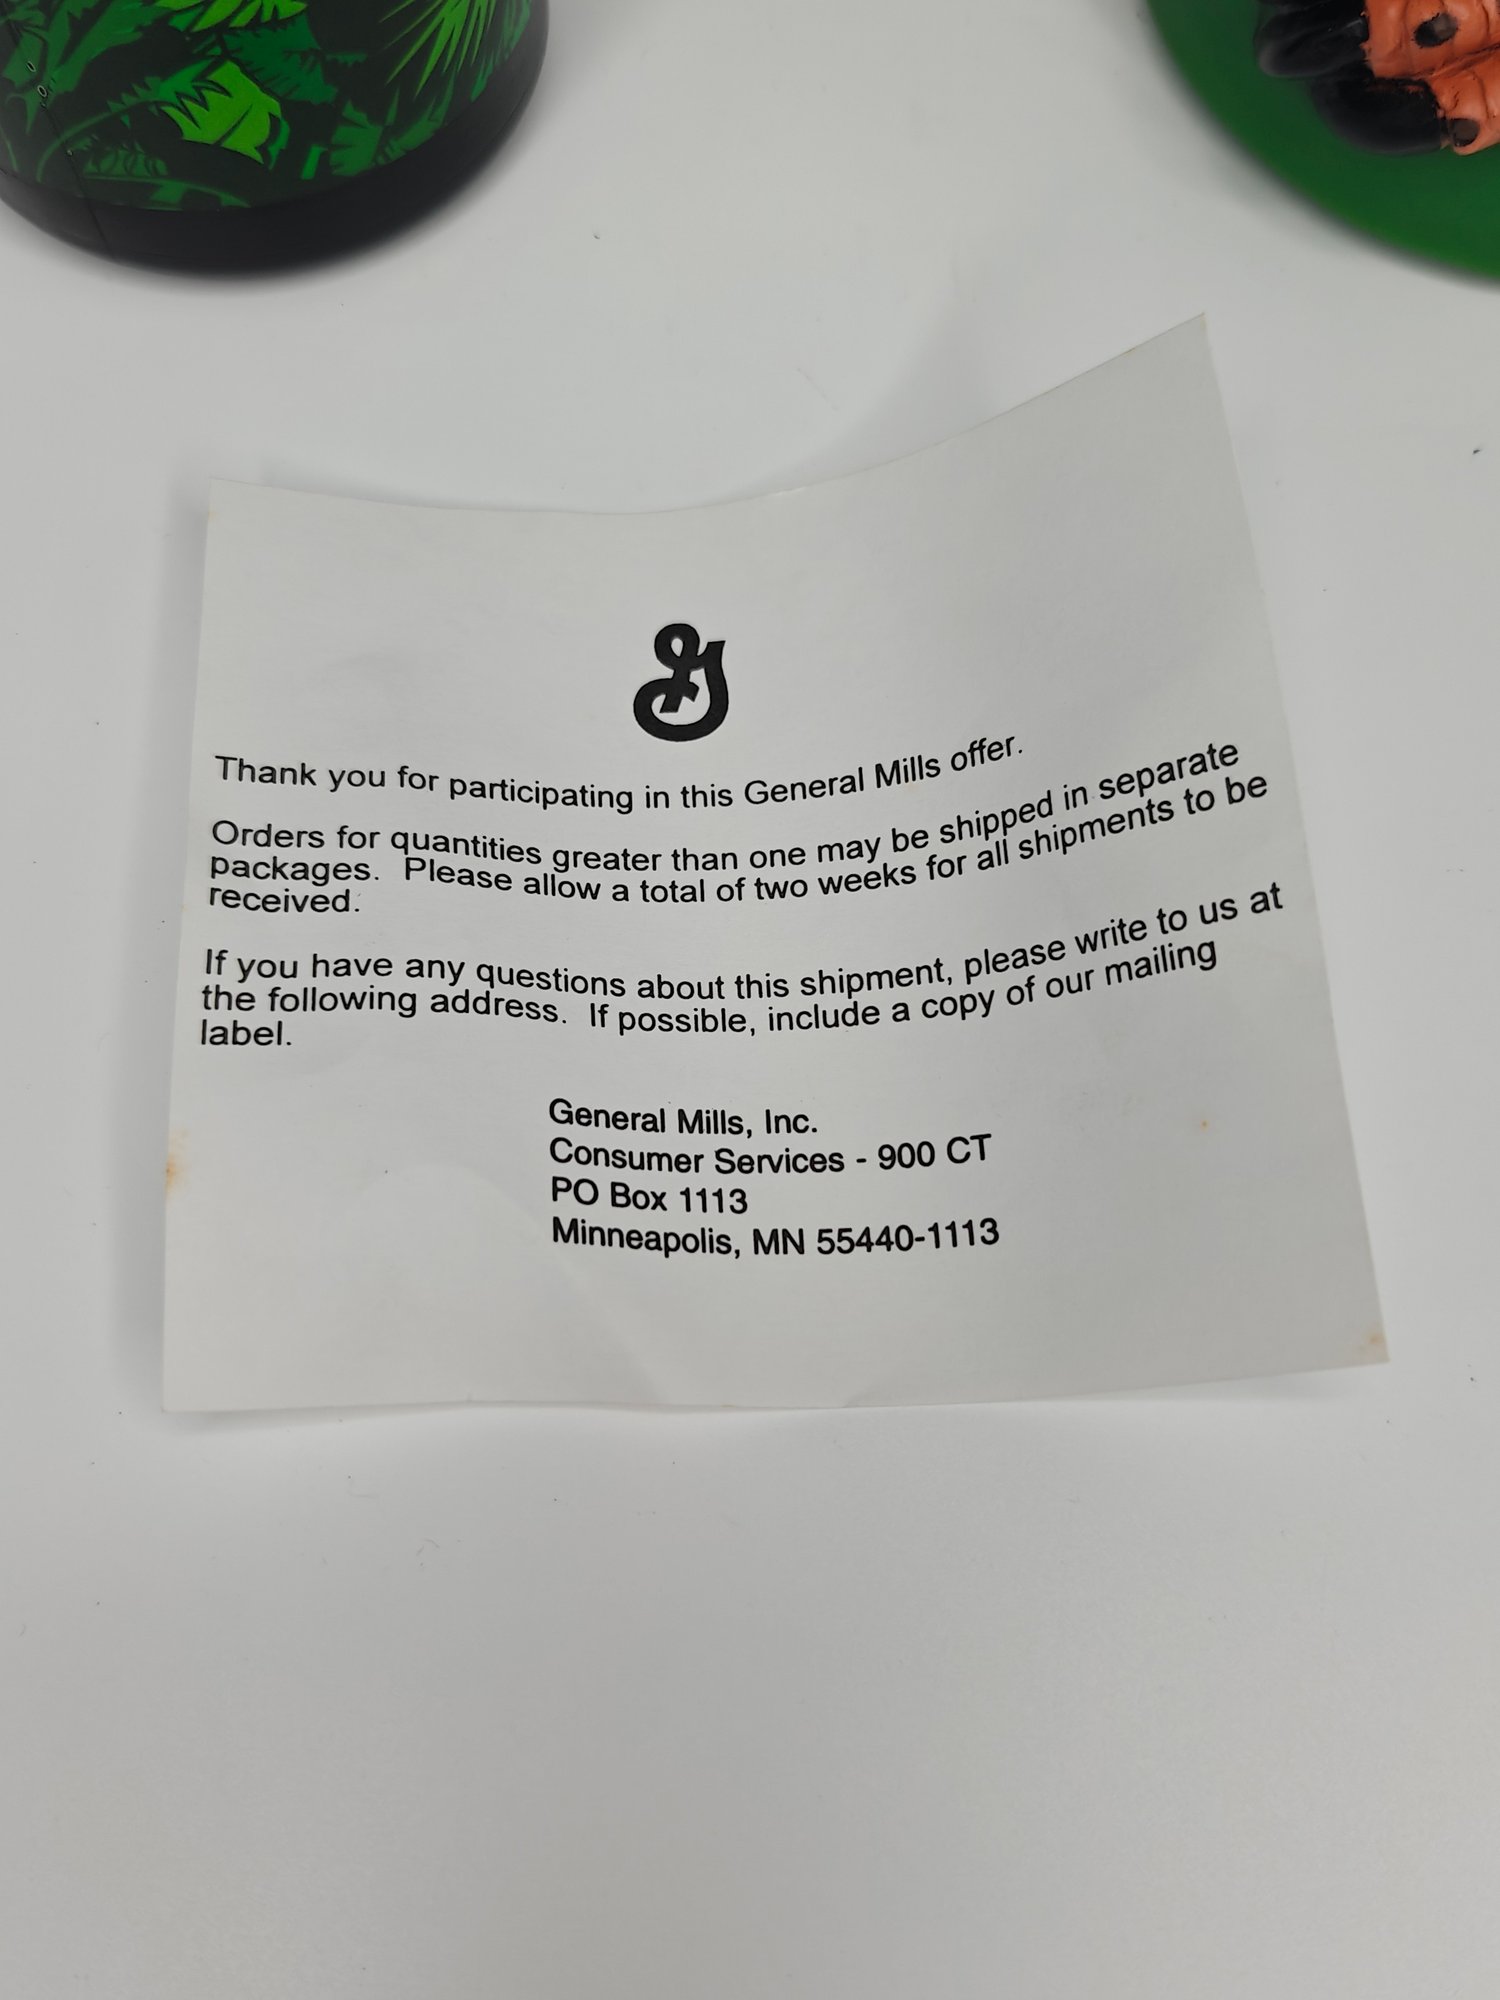 Thank you for participating in this General Mills offer.
Orders for quantities greater than one may be shipped in separate
packages.  Please allow a total of two weeks for all shipments to be
received.
If you have any questions about this shipment, please write to us at
the following address.  If possible, include a copy of our mailing
label.
General Mills, Inc.
Consumer Services - 900 CT
PO Box 1113
Minneapolis, MN 55440-1113